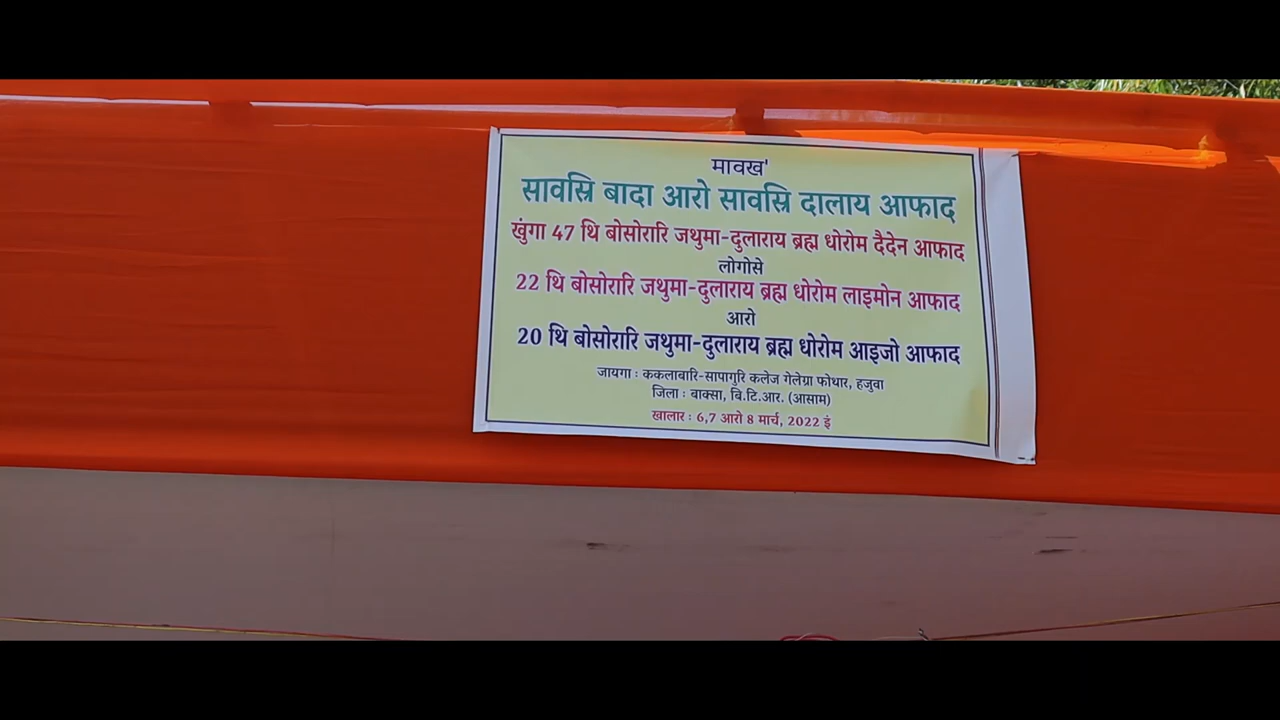 मावख'
सावस्रि बादा आरो सावस्रि दालाय आफाद
खुंगा 47 थि बोसोरारि जथुमा-दुलाराय ब्रह्म धोरोम दैदेन आफाद
लोगोसे
22 थि बोसोरारि जथुमा-दुलाराय ब्रह्म धोरोम लाइमोन आफाद
आरो
20 थि बोसोरारि जथुमा-दुलाराय ब्रह्म धोरोम आइजो आफाद
जायगा : ककलाबारि-सापागुरि कलेज गेलेग्रा फोथार, हजुवा
जिला : बाक्सा, बि.टि.आर. (आसाम)
खालार : 6,7 आरो 8 मार्च, 2022 इं